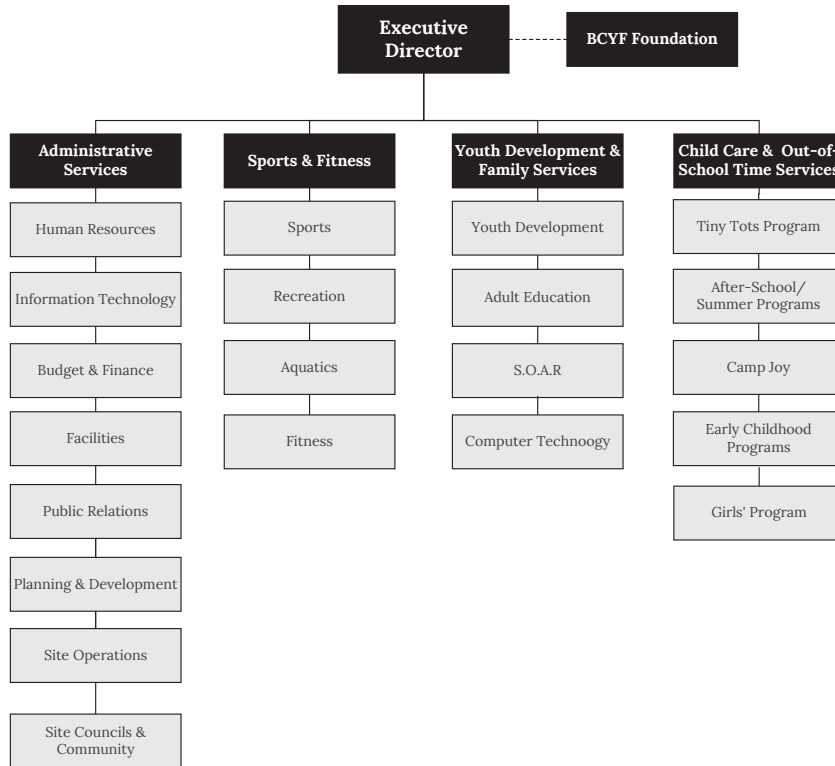 Executive
Director
BCYF Foundation
Administrative
Services
Sports & Fitness
Youth Development &
Family Services
Child Care & Out-of-
School Time Services
Human Resources
Information Technology
Budget & Finance
Facilities
Public Relations
Planning & Development
Site Operations
Site Councils &
Community
Sports
Recreation
Aquatics
Fitness
Youth Development
Adult Education
S.O.A.R
Computer Technoogy
Tiny Tots Program
After-School/
Summer Programs
Camp Joy
Early Childhood
Programs
Girls' Program